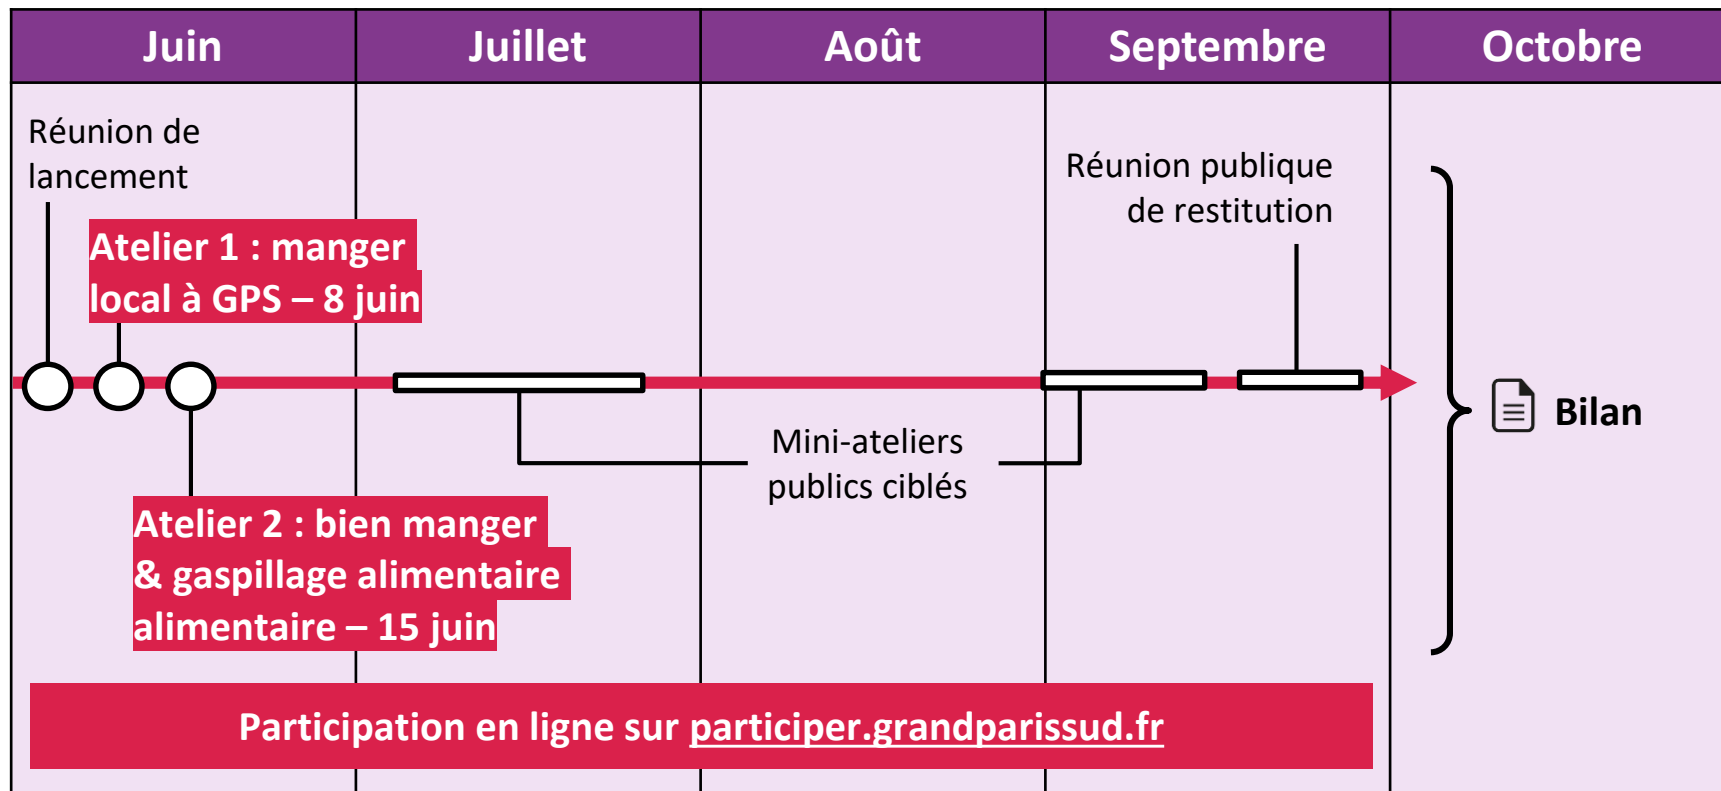 Juin
Juillet
Août
Septembre
Octobre
Réunion de
lancement
Atelier 1 : manger
local à GPS – 8 juin
Réunion publique
de restitution
Mini-ateliers
publics ciblés
Bilan
Atelier 2 : bien manger
& gaspillage alimentaire
alimentaire – 15 juin
Participation en ligne sur participer.grandparissud.fr